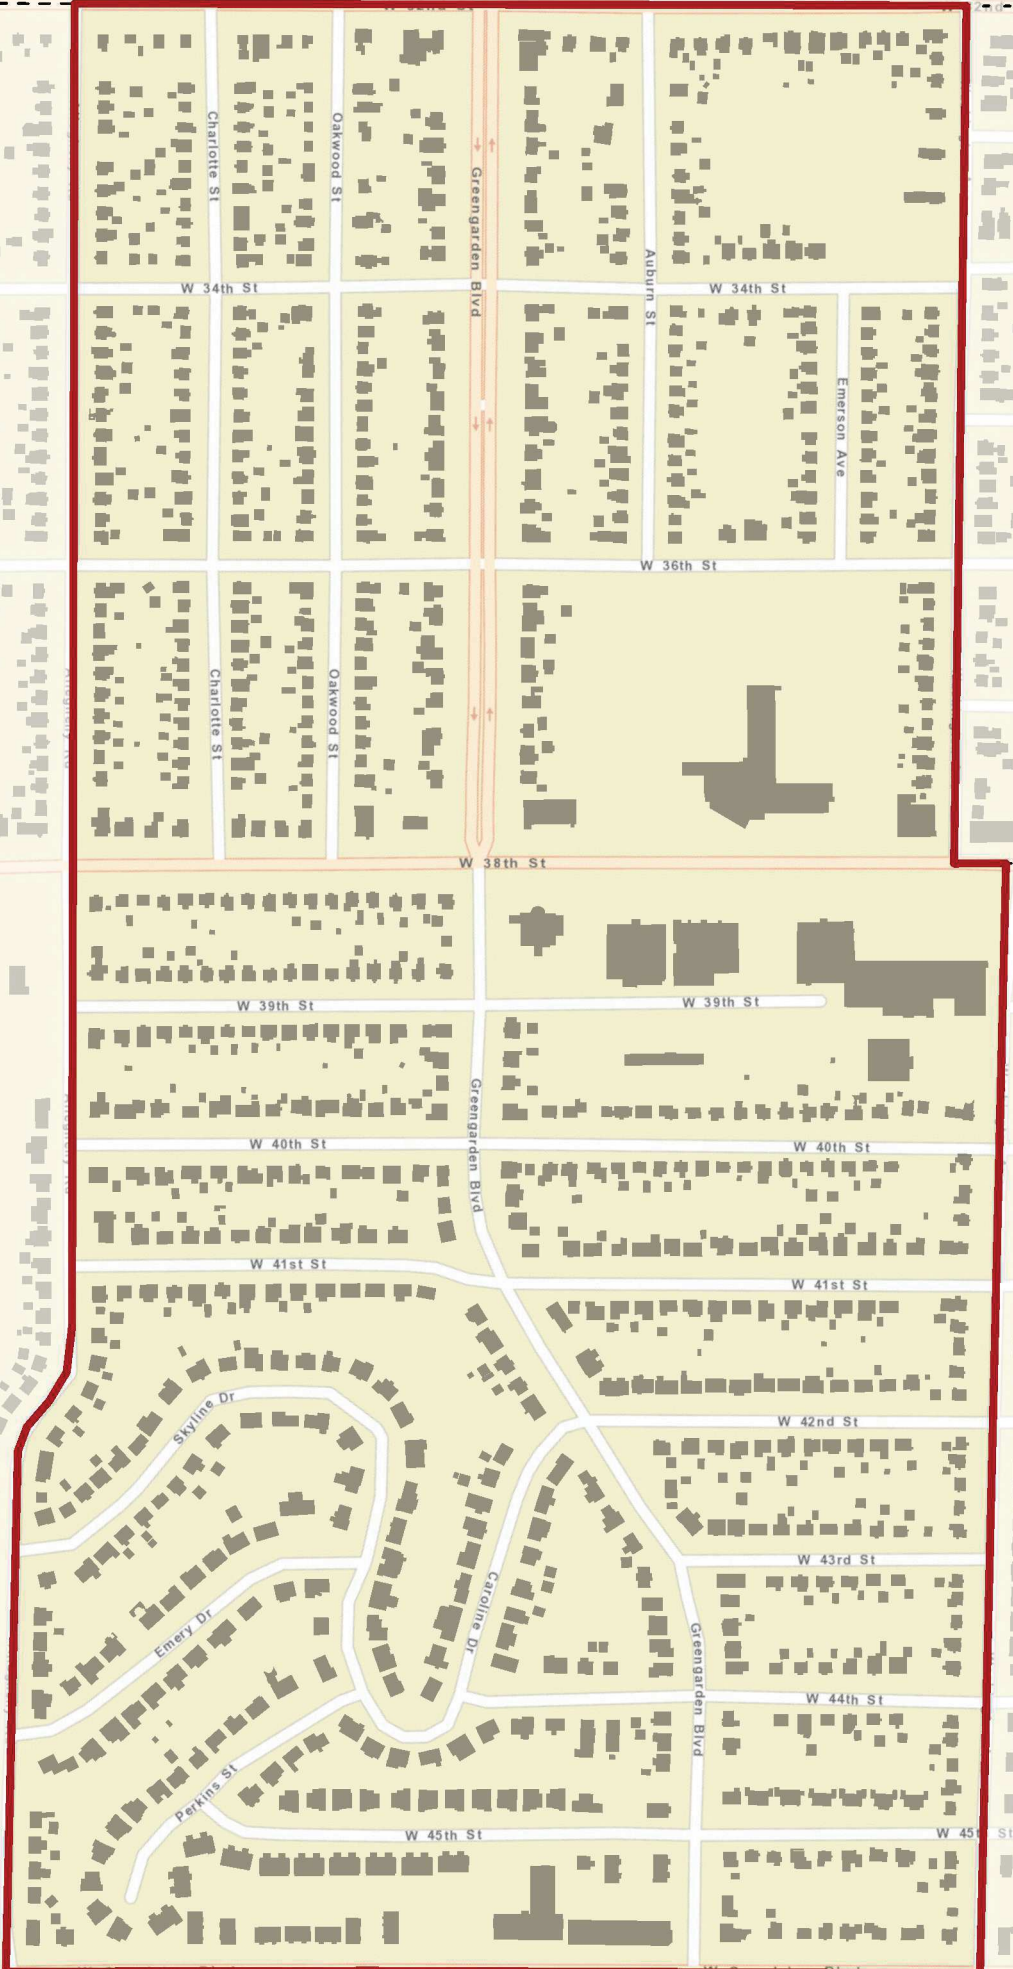 Charlotte St
Oakwood St
Greengarden Blvd
Auburn St
W 34th St
W 34th St
Emerson Ave
W 36th St
Charlotte St
Oakwood St
W 38th St
W 39th St
W 39th St
Greengarden Blvd
W 40th St
W 40th St
W 41st St
W 41st St
Skyline Dr
W 42nd St
W 43rd St
Caroline Dr
Emery Dr
Greengarden Blvd
W 44th St
Perkins St
W 45th St